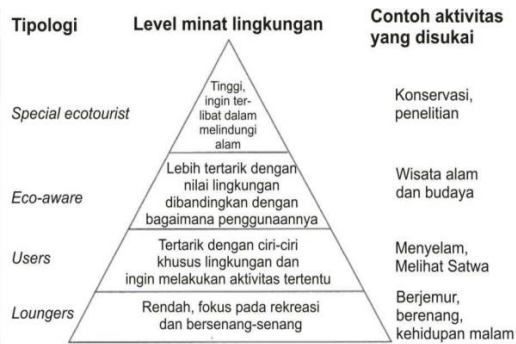 Tipologi
Level minat lingkungan
Contoh aktivitas
yang disukai
Special ecotourist
Tinggi,
ingin ter-
libat dalam
melindungi
alam
Konservasi,
penelitian
Eco-aware
Lebih tertarik dengan
nilai lingkungan
dibandingkan dengan
bagaimana penggunaannya
Wisata alam
dan budaya
Users
Tertarik dengan ciri-ciri
khusus lingkungan dan
ingin melakukan aktivitas tertentu
Menyelam,
Melihat Satwa
Loungers
Rendah, fokus pada rekreasi
dan bersenang-senang
Berjemur,
berenang,
kehidupan malam